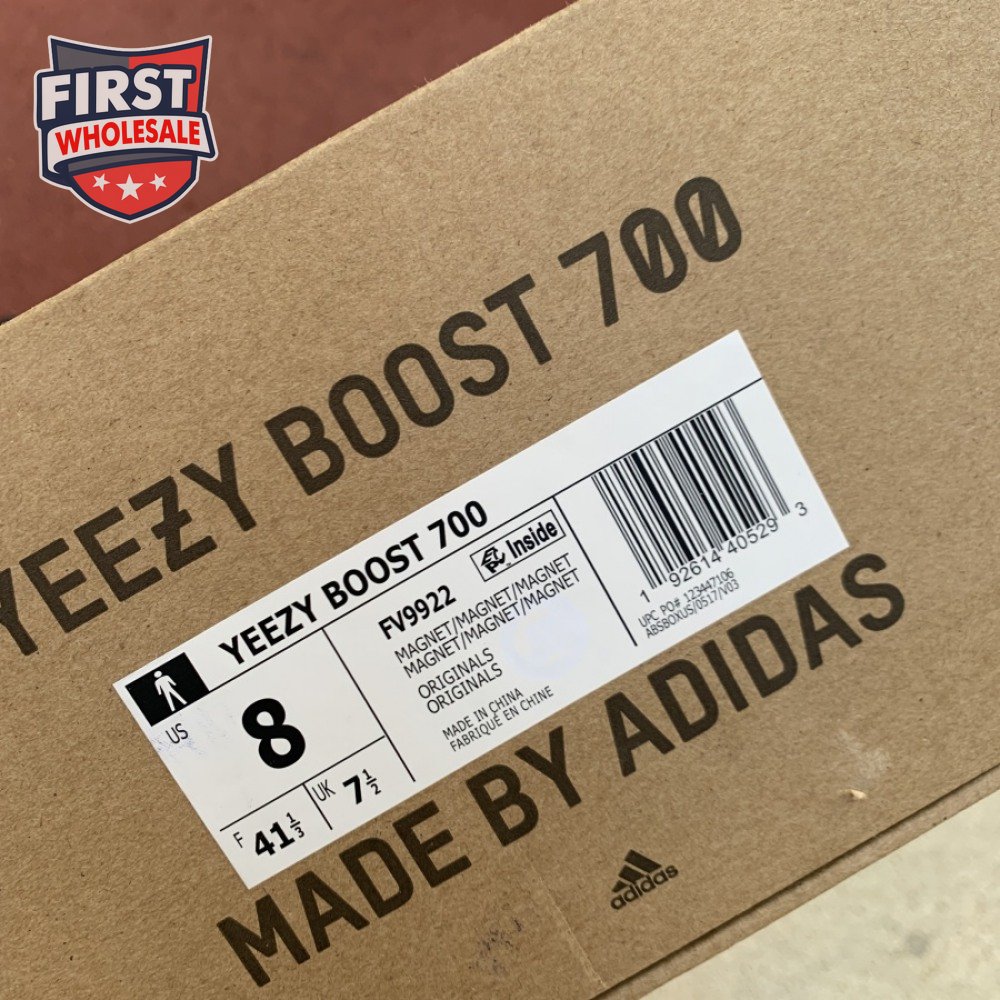 FIRST
WHOLESALE
YEEZY BOOST 700
YEEZY BOOST 700
US
8
F 41 1/3
UK 7 1/2
FV9922
Inside
MAGNET/MAGNET/MAGNET
MAGNET/MAGNET/MAGNET
ORIGINALS
ORIGINALS
MADE IN CHINA
FABRIQUÉ EN CHINE
1 92614 40529 3
UPC PO# 123447106
ABSBOXUS/0517/V03
MADE BY ADIDAS
adidas